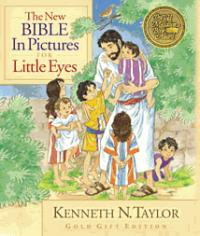 The New
BIBLE
In Pictures
FOR
Little Eyes
KENNETH N. TAYLOR
GOLD GIFT EDITION